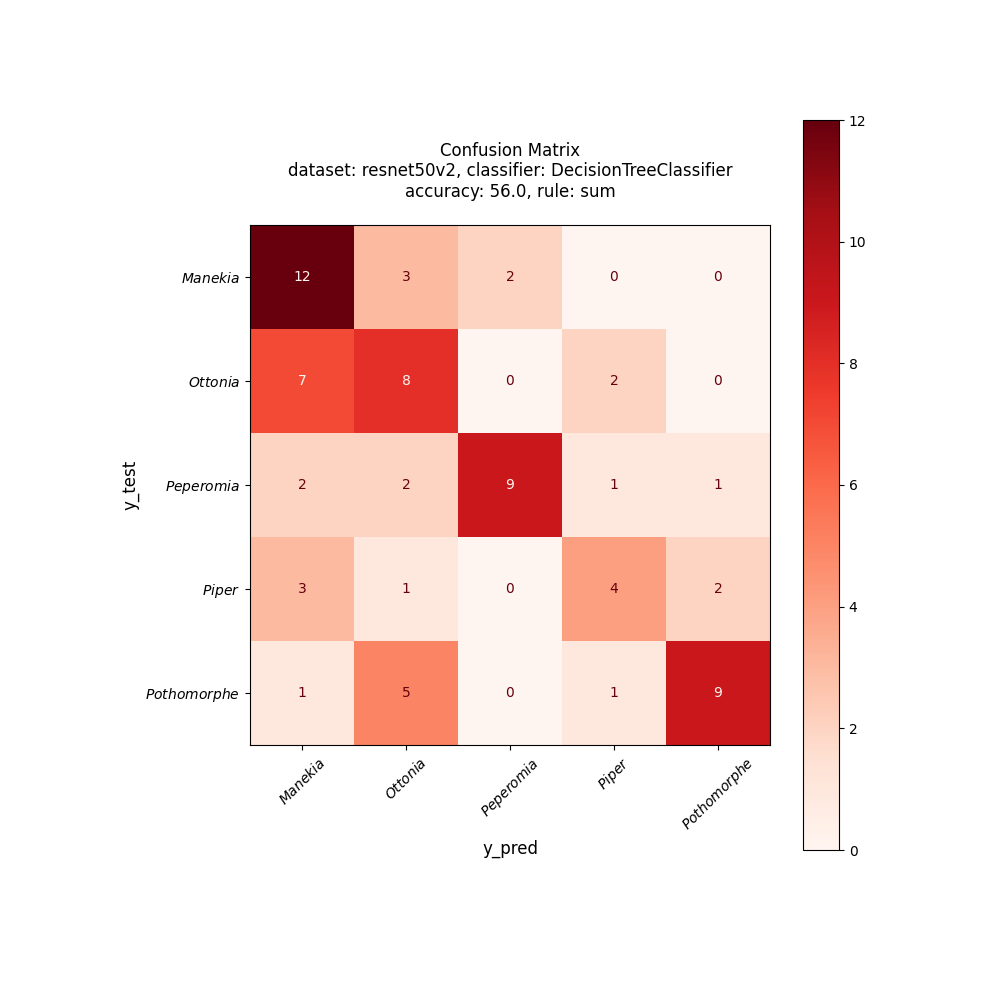 Confusion Matrix
dataset: resnet50v2, classifier: DecisionTreeClassifier
accuracy: 56.0, rule: sum
y_test
Manekia 12 3 2 0 0
Ottonia 7 8 0 2 0
Peperomia 2 2 9 1 1
Piper 3 1 0 4 2
Pothomorphe 1 5 0 1 9
Manekia Ottonia Peperomia Piper Pothomorphe
y_pred
12
10
8
6
4
2
0